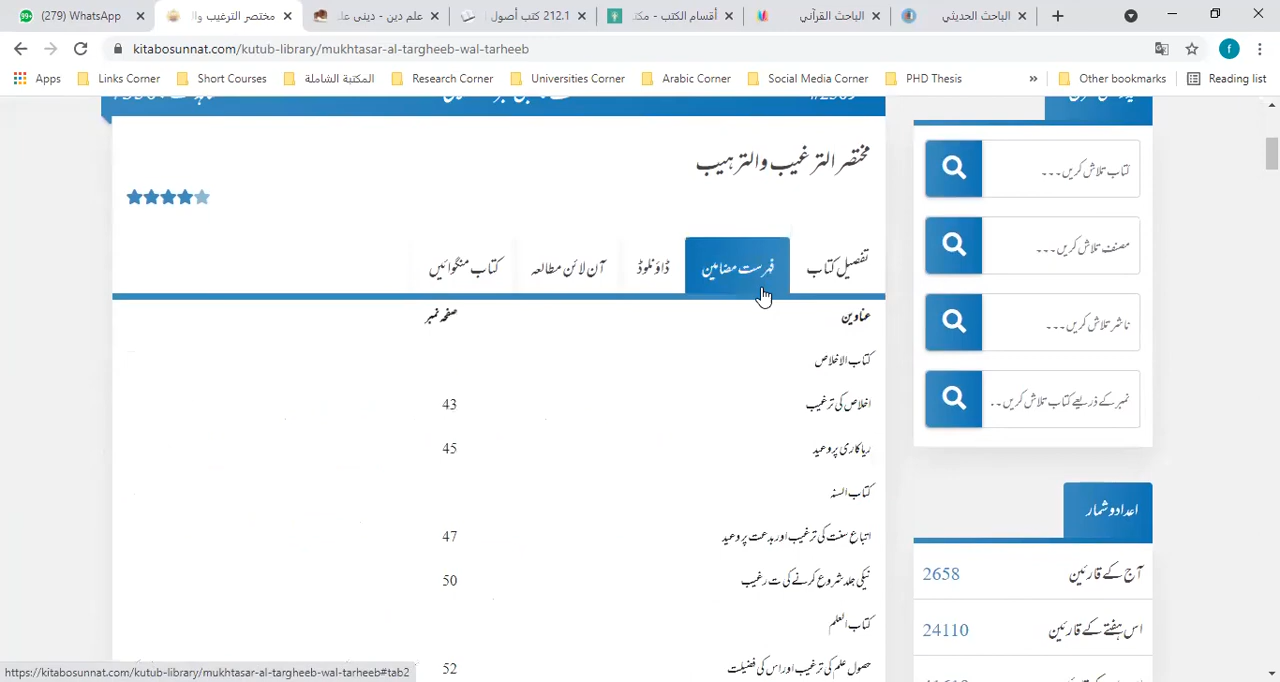 (279) WhatsApp
مختصر الترغیب وال
علم دین - دینی عل
212.1 كتب أصول
أقسام الكتب - مكت
الباحث القرآني
الباحث الحديثي
kitabosunnat.com/kutub-library/mukhtasar-al-targheeb-wal-tarheeb
Apps
Links Corner
Short Courses
المكتبة الشاملة
Research Corner
Universities Corner
Arabic Corner
Social Media Corner
PHD Thesis
»
Other bookmarks
Reading list
مختصر الترغیب والترہیب
تفصیل کتاب
فہرست مضامین
ڈاؤنلوڈ
آن لائن مطالعہ
کتاب منگوائیں
عناوین صفحہ نمبر
کتاب الاخلاص
اخلاص کی ترغیب 43
ریاکاری پر وعید 45
کتاب السنہ
اتباع سنت کی ترغیب اور بدعت پر وعید 47
نیکی جلد شروع کرنے کی ت رغیب 50
کتاب العلم
حصول علم کی ترغیب اور اس کی فضیلت 52
کتاب تلاش کریں۔۔۔
مصنف تلاش کریں۔۔۔
ناشر تلاش کریں۔۔۔
نمبر کے ذریعے کتاب تلاش کریں۔۔
اعداد و شمار
آج کے قارئین 2658
اس ہفتے کے قارئین 24110
https://kitabosunnat.com/kutub-library/mukhtasar-al-targheeb-wal-tarheeb#tab2